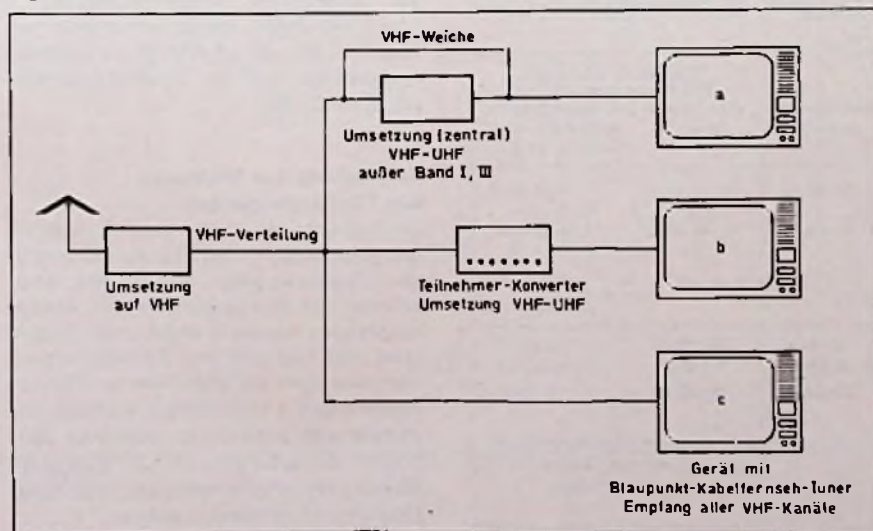 VHF-Weiche
a
Umsetzung (zentral)
VHF-UHF
außer Band I, III
VHF-Verteilung
b
Umsetzung
auf VHF
Teilnehmer-Konverter
Umsetzung VHF-UHF
c
Gerät mit
Blaupunkt-Kabelfernseh-Tuner
Empfang aller VHF-Kanäle